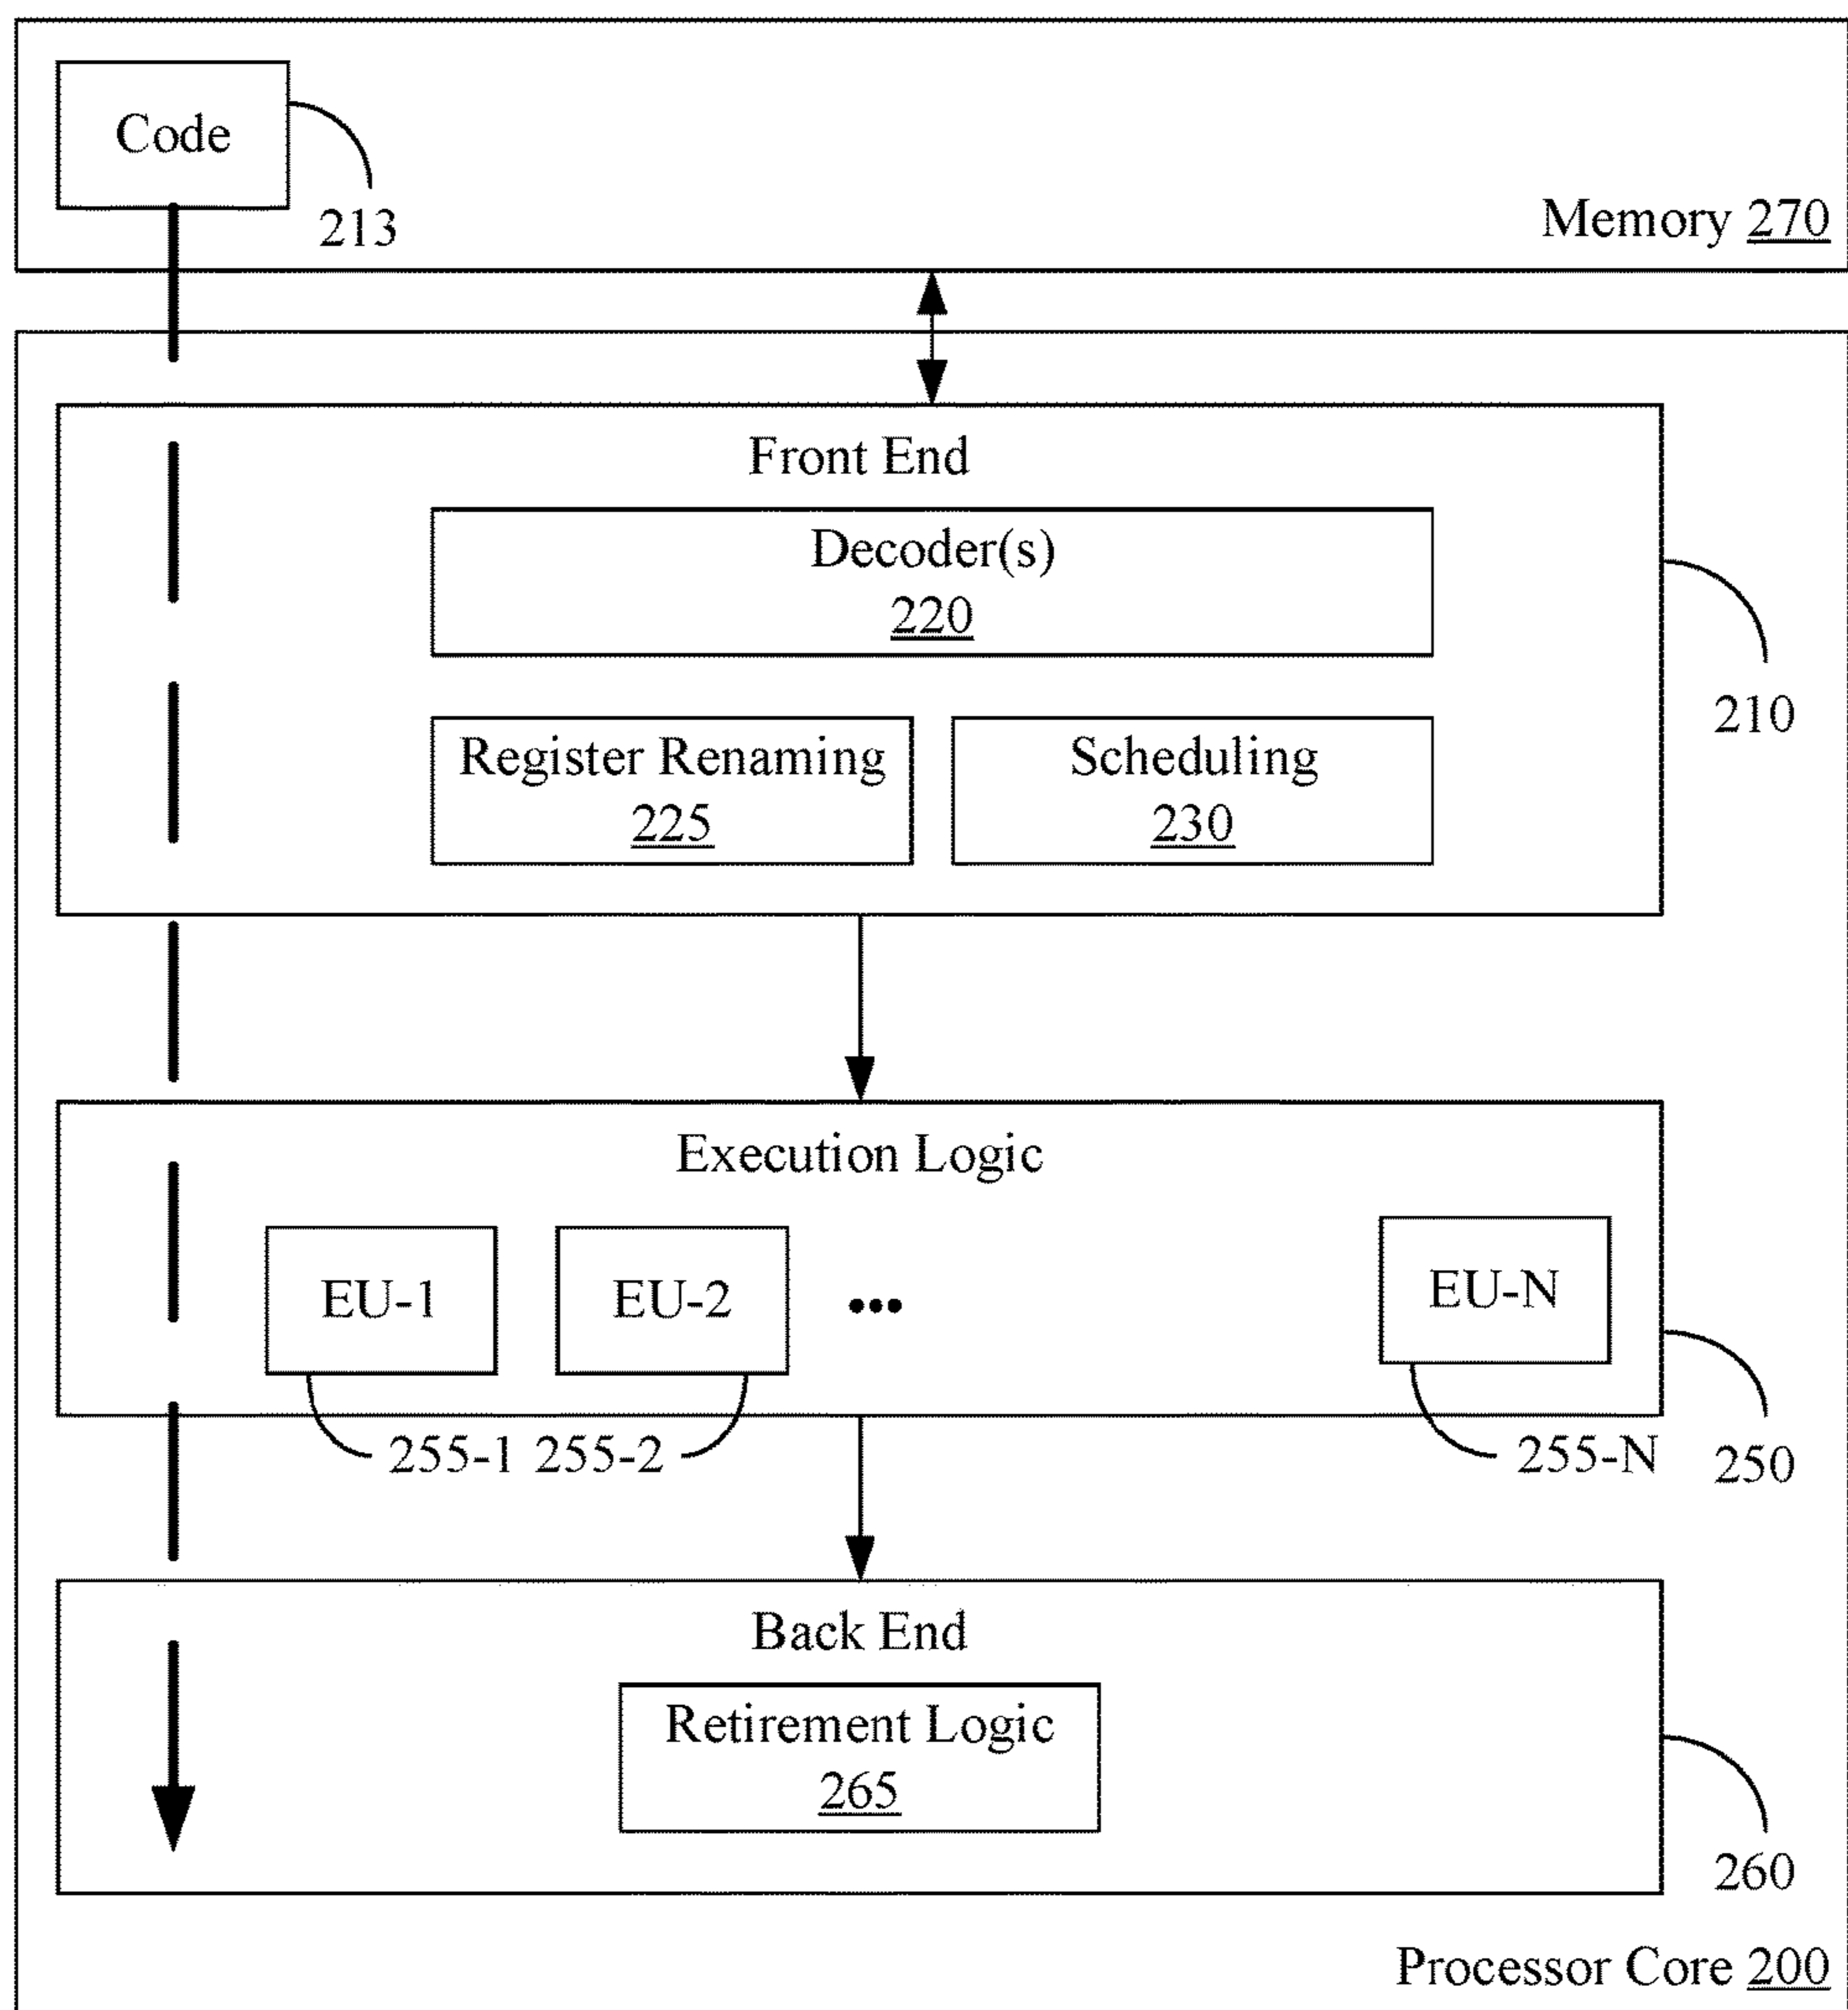 Code
213
Memory 270
Front End
Decoder(s)
220
210
Register Renaming
225
Scheduling
230
Execution Logic
EU-1
EU-2
•••
EU-N
255-1
255-2
255-N
250
Back End
Retirement Logic
265
260
Processor Core 200